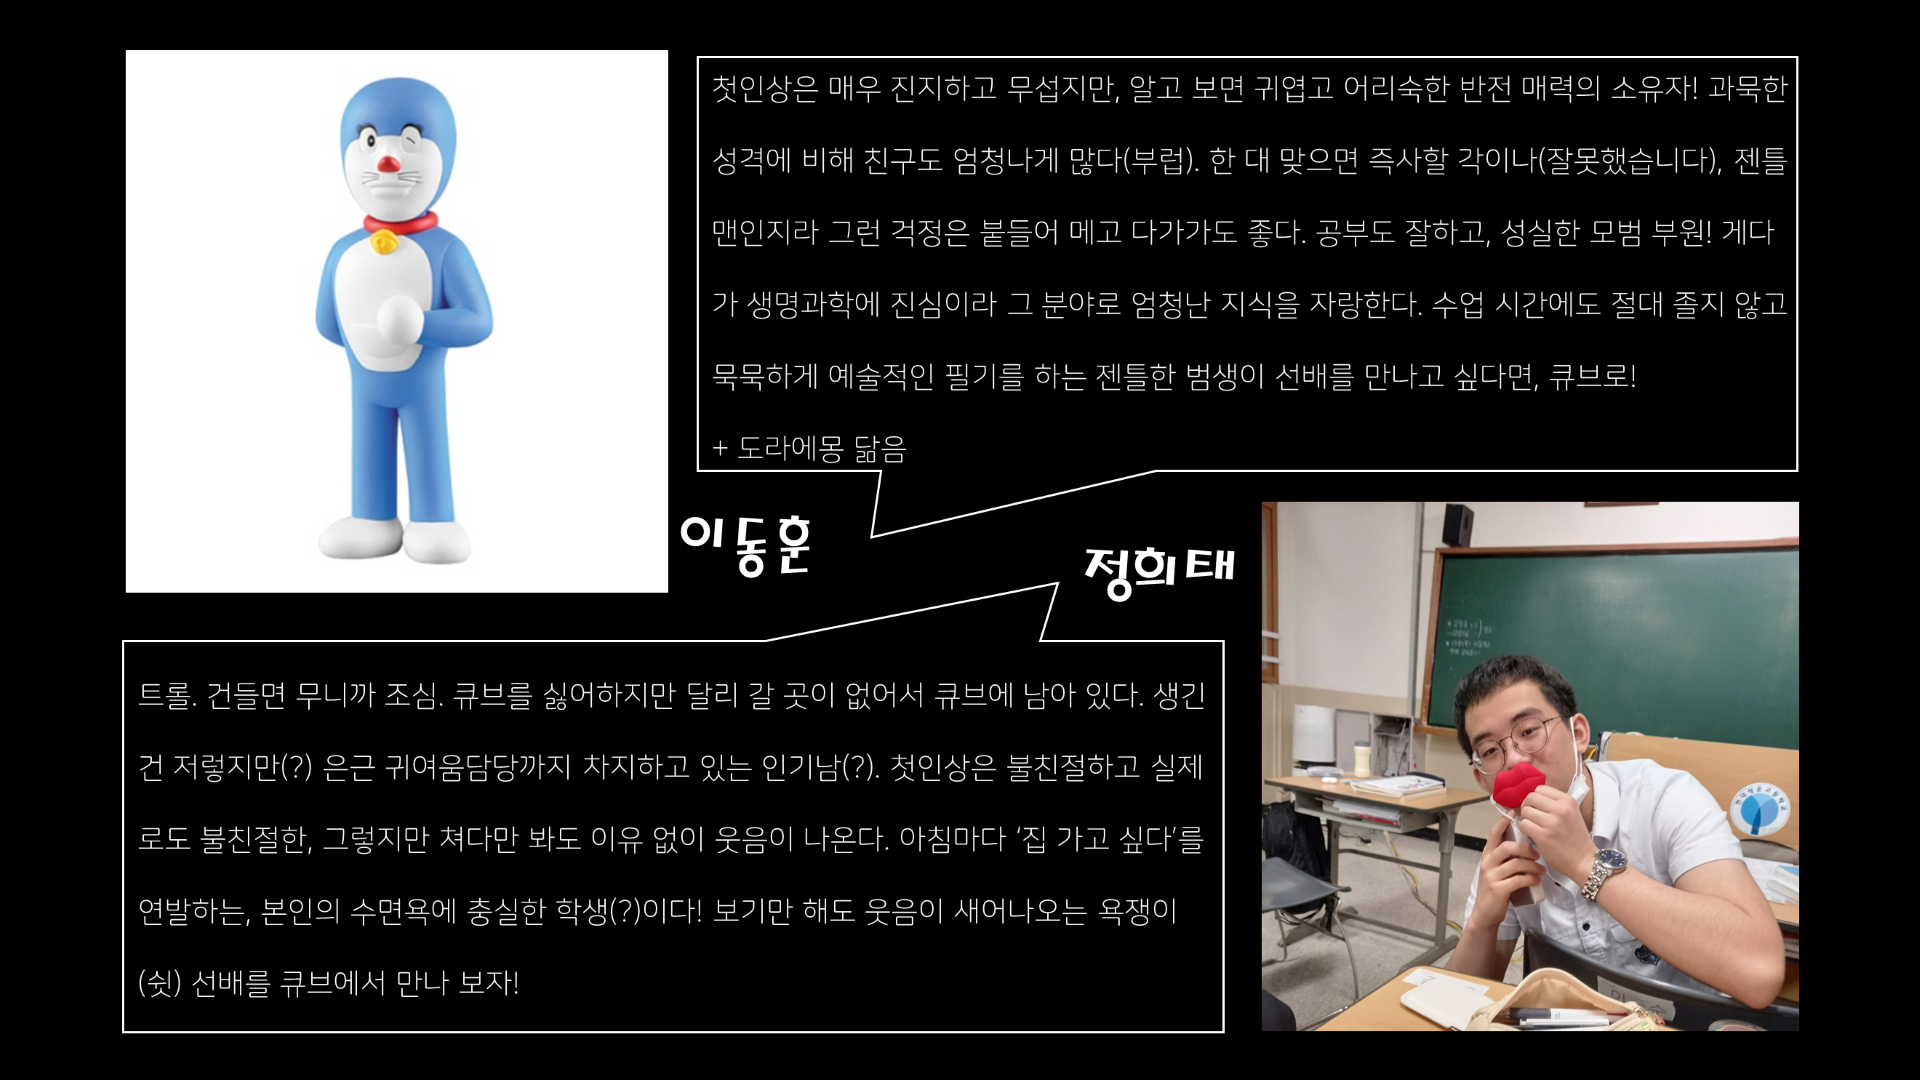 첫인상은 매우 진지하고 무섭지만, 알고 보면 귀엽고 어리숙한 반전 매력의 소유자! 과묵한
성격에 비해 친구도 엄청나게 많다(부럽). 한 대 맞으면 즉사할 각이나(잘못했습니다), 젠틀
맨인지라 그런 걱정은 붙들어 메고 다가가도 좋다. 공부도 잘하고, 성실한 모범 부원! 게다
가 생명과학에 진심이라 그 분야로 엄청난 지식을 자랑한다. 수업 시간에도 절대 졸지 않고
묵묵하게 예술적인 필기를 하는 젠틀한 범생이 선배를 만나고 싶다면, 큐브로!
+ 도라에몽 닮음
이동훈
정희태
트롤. 건들면 무니까 조심. 큐브를 싫어하지만 달리 갈 곳이 없어서 큐브에 남아 있다. 생긴
건 저렇지만(?) 은근 귀여움담당까지 차지하고 있는 인기남(?). 첫인상은 불친절하고 실제
로도 불친절한, 그렇지만 쳐다만 봐도 이유 없이 웃음이 나온다. 아침마다 ‘집 가고 싶다’를
연발하는, 본인의 수면욕에 충실한 학생(?)이다! 보기만 해도 웃음이 새어나오는 욕쟁이
(쉿) 선배를 큐브에서 만나 보자!